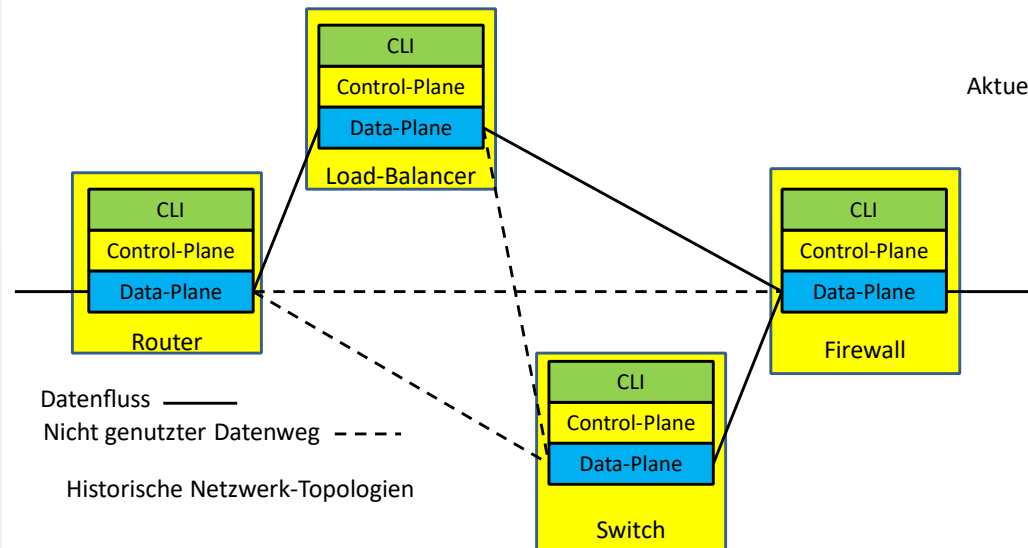 CLI
Control-Plane
Data-Plane
Load-Balancer
Aktue
CLI
Control-Plane
Data-Plane
Router
CLI
Control-Plane
Data-Plane
Firewall
CLI
Control-Plane
Data-Plane
Switch
Datenfluss
Nicht genutzter Datenweg
Historische Netzwerk-Topologien